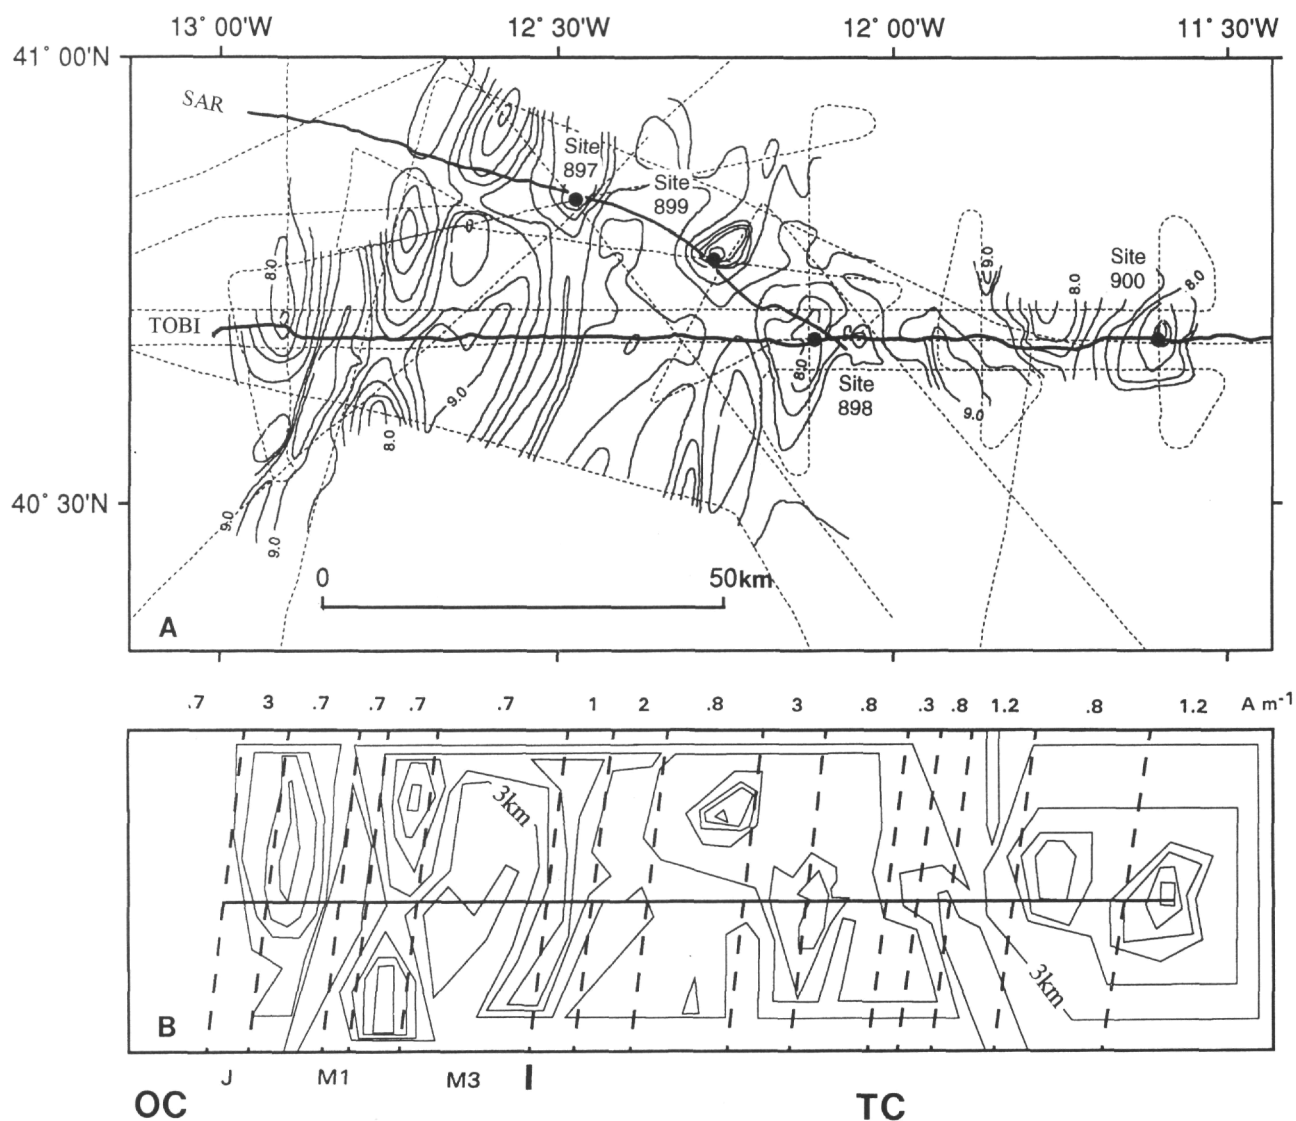 13° 00'W 12° 30'W 12° 00'W 11° 30'W
41° 00'N
SAR
Site
897
Site
899
9.0
Site
900
8.0
8.0
8.0
TOBI
8.0
Site
898
9.0
9.0
8.0
40° 30'N
9.0
9.0
0 50km
A
.7 3 .7 .7 .7 .7 1 2 .8 3 .8 .3 .8 1.2 .8 1.2 A m-1
3km
3km
B
J M1 M3
OC TC